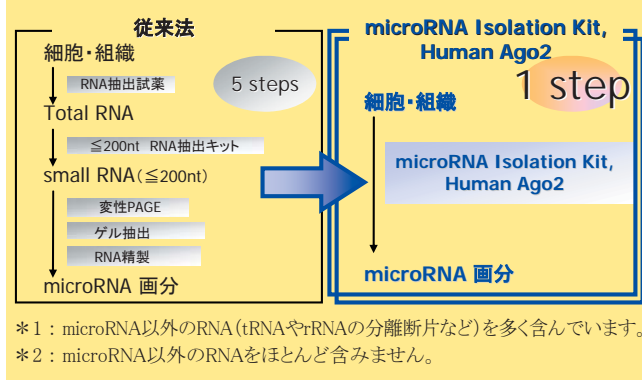 従来法
細胞・組織
RNA抽出試薬
5 steps
Total RNA
≦200nt RNA抽出キット
small RNA(≦200nt)
変性PAGE
ゲル抽出
RNA精製
microRNA 画分
microRNA Isolation Kit,
Human Ago2
1 step
細胞・組織
microRNA Isolation Kit,
Human Ago2
microRNA 画分
＊1：microRNA以外のRNA(tRNAやrRNAの分離断片など)を多く含んでいます。
＊2：microRNA以外のRNAをほとんど含みません。